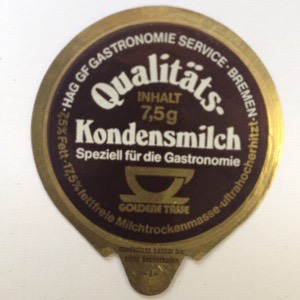 ·HAG GF GASTRONOMIE SERVICE · BREMEN·
Qualitäts-
INHALT
7,5g
Kondensmilch
Speziell für die Gastronomie
GOLDENE TASSE
7,5% Fett·17,5% fettfreie Milchtrockenmasse·ultrahocherhitzt·